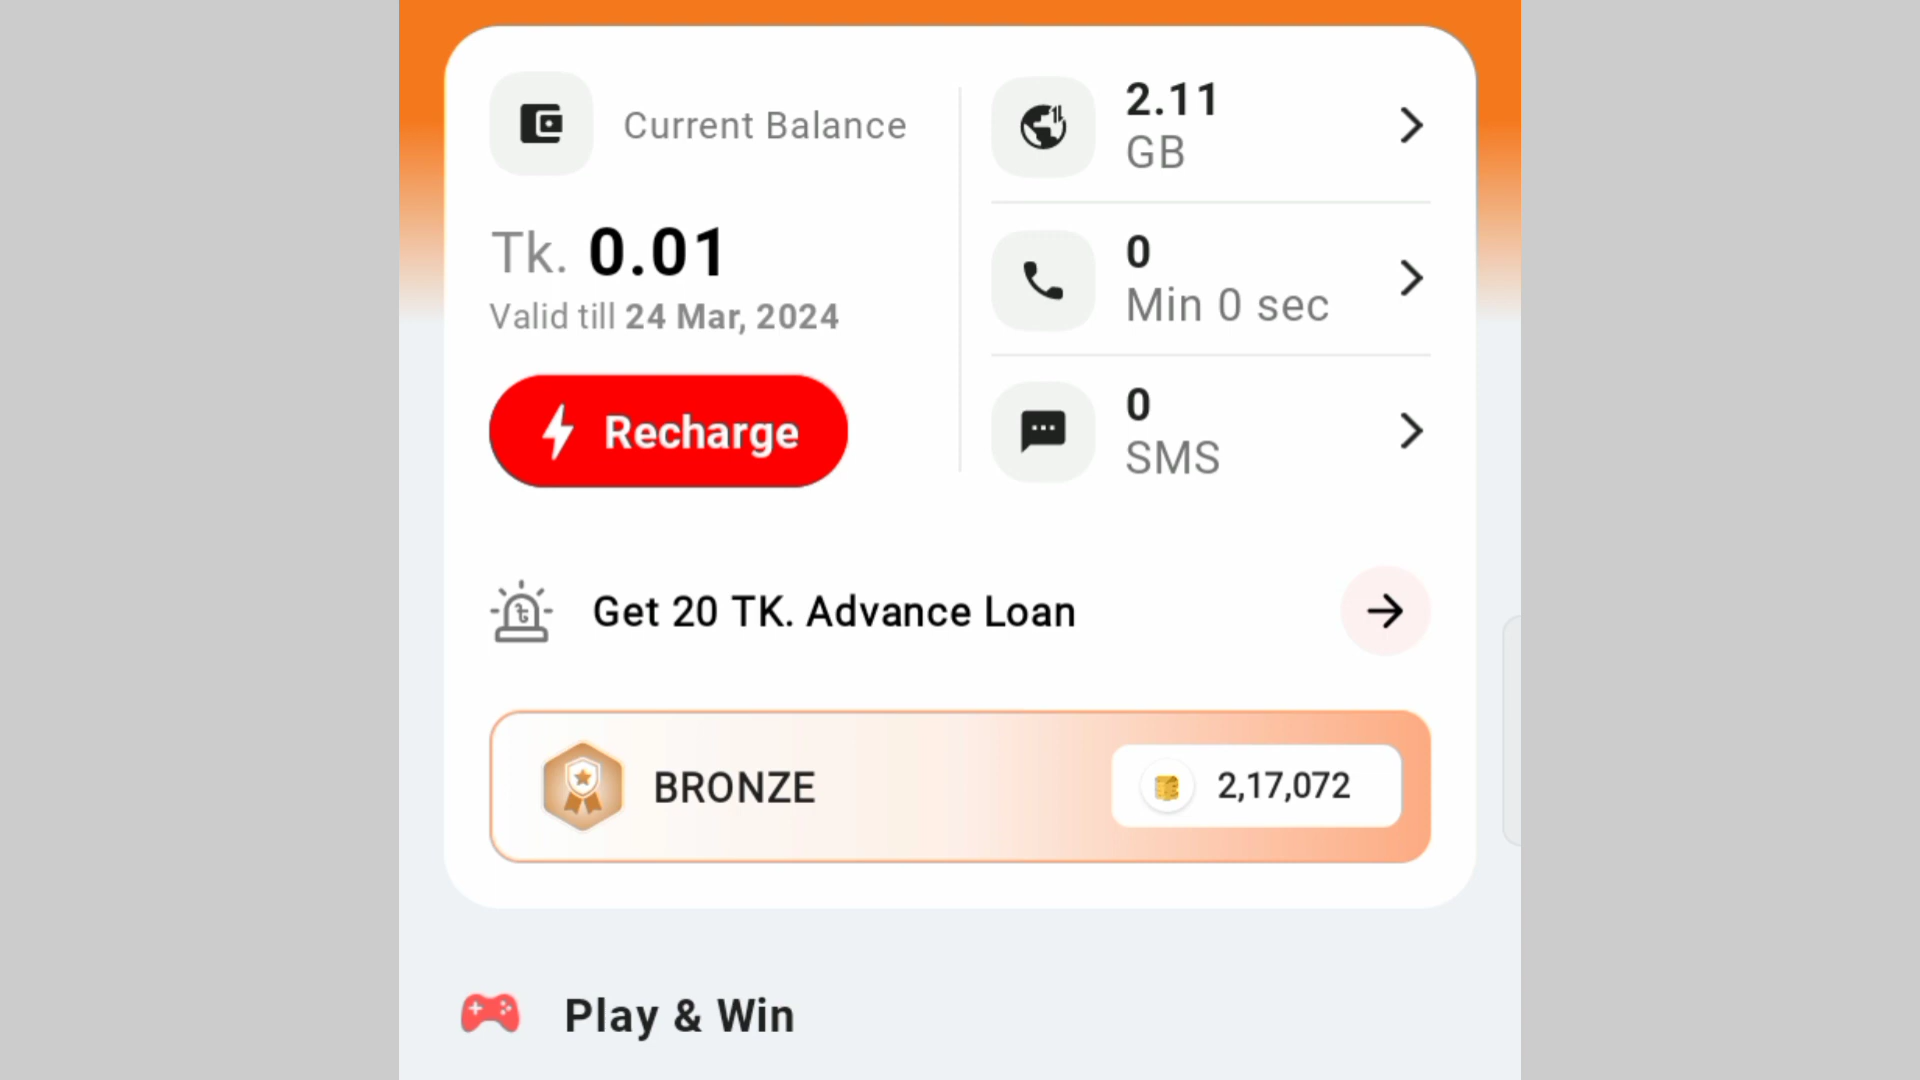 Current Balance
Tk. 0.01
Valid till 24 Mar, 2024
Recharge
2.11
GB
0
Min 0 sec
0
SMS
Get 20 TK. Advance Loan
BRONZE
2,17,072
Play & Win